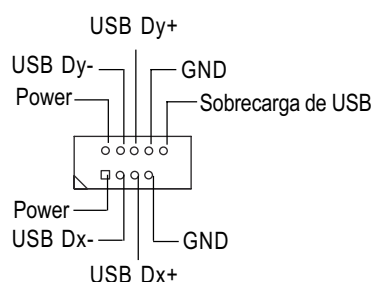 USB Dy+
USB Dy-
GND
Power
Sobrecarga de USB
Power
USB Dx-
GND
USB Dx+